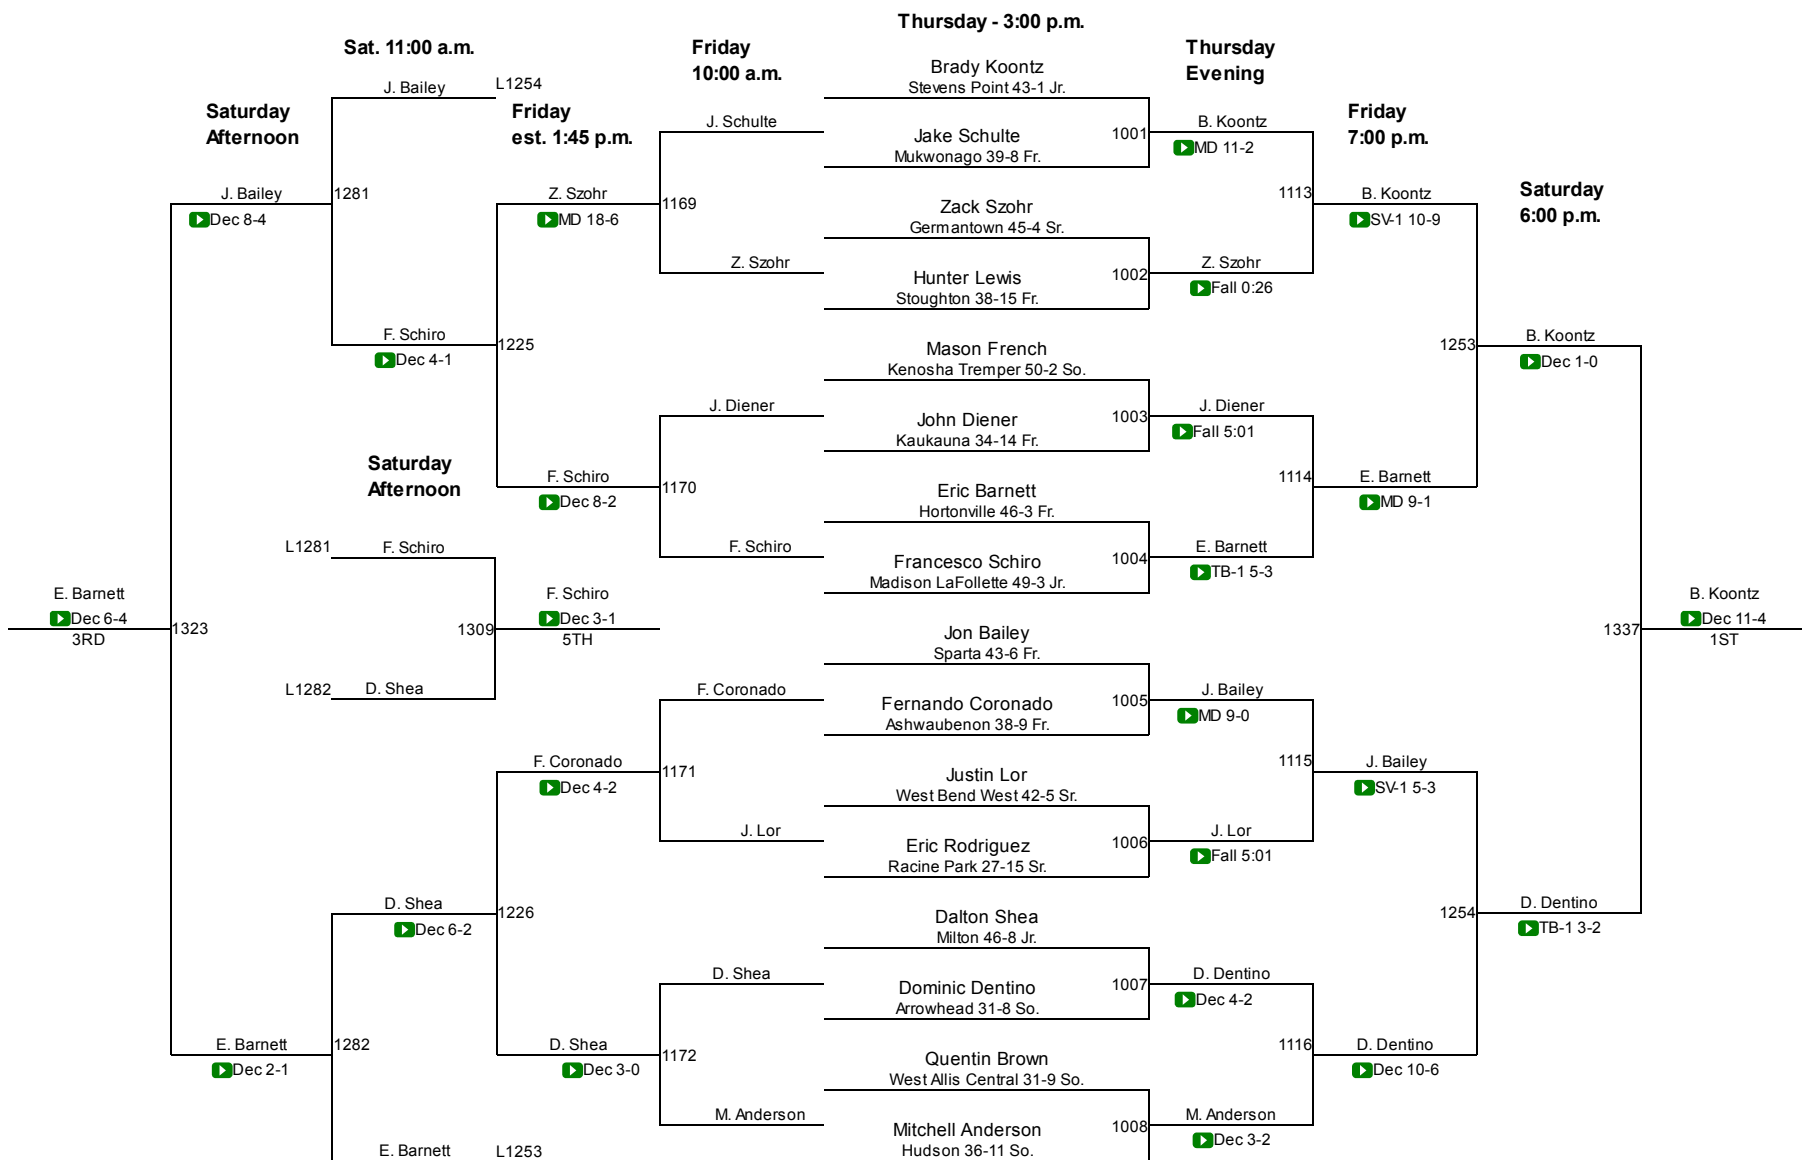 Thursday - 3:00 p.m.
Sat. 11:00 a.m.
Friday
10:00 a.m.
Thursday
Evening
Saturday
Afternoon
Friday
est. 1:45 p.m.
Friday
7:00 p.m.
Saturday
6:00 p.m.
Saturday
Afternoon
E. Barnett
Dec 6-4
3RD
1323
J. Bailey
Dec 8-4
E. Barnett
Dec 2-1
J. Bailey
L1254
1281
F. Schiro
Dec 4-1
L1281
F. Schiro
L1282
D. Shea
1309
F. Schiro
Dec 3-1
5TH
D. Shea
Dec 6-2
1282
E. Barnett
L1253
Z. Szohr
MD 18-6
1225
F. Schiro
Dec 8-2
F. Coronado
Dec 4-2
1226
D. Shea
Dec 3-0
J. Schulte
1169
Z. Szohr
J. Diener
1170
F. Schiro
F. Coronado
1171
J. Lor
D. Shea
1172
M. Anderson
Brady Koontz
Stevens Point 43-1 Jr.
Jake Schulte
Mukwonago 39-8 Fr.
1001
Zack Szohr
Germantown 45-4 Sr.
Hunter Lewis
Stoughton 38-15 Fr.
1002
Mason French
Kenosha Tremper 50-2 So.
John Diener
Kaukauna 34-14 Fr.
1003
Eric Barnett
Hortonville 46-3 Fr.
Francesco Schiro
Madison LaFollette 49-3 Jr.
1004
Jon Bailey
Sparta 43-6 Fr.
Fernando Coronado
Ashwaubenon 38-9 Fr.
1005
Justin Lor
West Bend West 42-5 Sr.
Eric Rodriguez
Racine Park 27-15 Sr.
1006
Dalton Shea
Milton 46-8 Jr.
Dominic Dentino
Arrowhead 31-8 So.
1007
Quentin Brown
West Allis Central 31-9 So.
Mitchell Anderson
Hudson 36-11 So.
1008
B. Koontz
MD 11-2
1113
Z. Szohr
Fall 0:26
J. Diener
Fall 5:01
1114
E. Barnett
TB-1 5-3
J. Bailey
MD 9-0
1115
J. Lor
Fall 5:01
D. Dentino
Dec 4-2
1116
M. Anderson
Dec 3-2
B. Koontz
SV-1 10-9
1253
E. Barnett
MD 9-1
J. Bailey
SV-1 5-3
1254
D. Dentino
Dec 10-6
B. Koontz
Dec 1-0
1337
D. Dentino
TB-1 3-2
B. Koontz
Dec 11-4
1ST